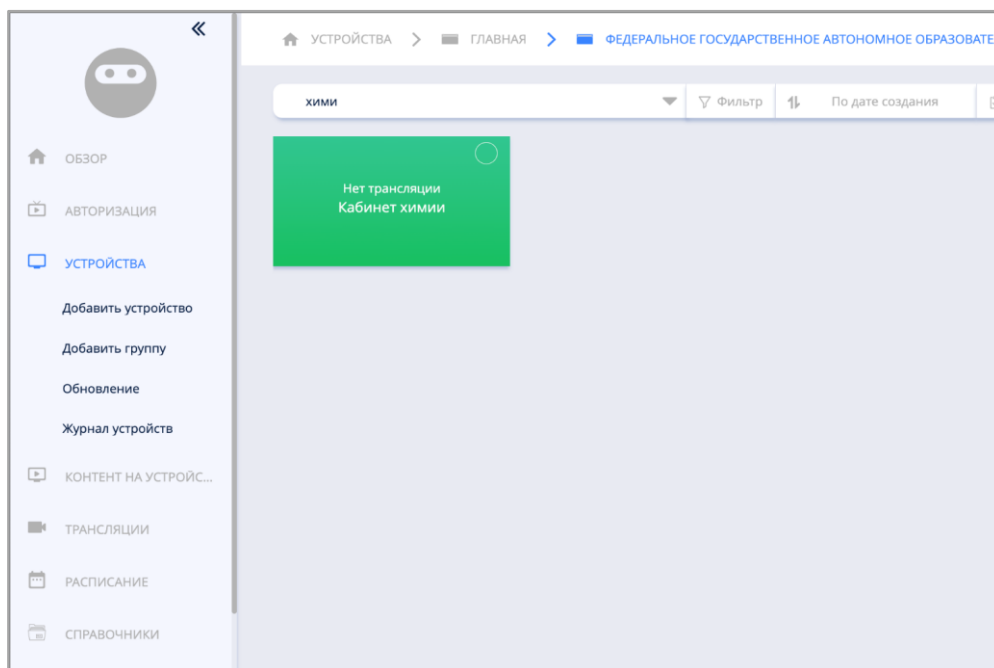 УСТРОЙСТВА
ГЛАВНАЯ
ФЕДЕРАЛЬНОЕ ГОСУДАРСТВЕННОЕ АВТОНОМНОЕ ОБРАЗОВАТЕ
хими
Фильтр
По дате создания
Нет трансляции
Кабинет химии
ОБЗОР
АВТОРИЗАЦИЯ
УСТРОЙСТВА
Добавить устройство
Добавить группу
Обновление
Журнал устройств
КОНТЕНТ НА УСТРОЙС...
ТРАНСЛЯЦИИ
РАСПИСАНИЕ
СПРАВОЧНИКИ